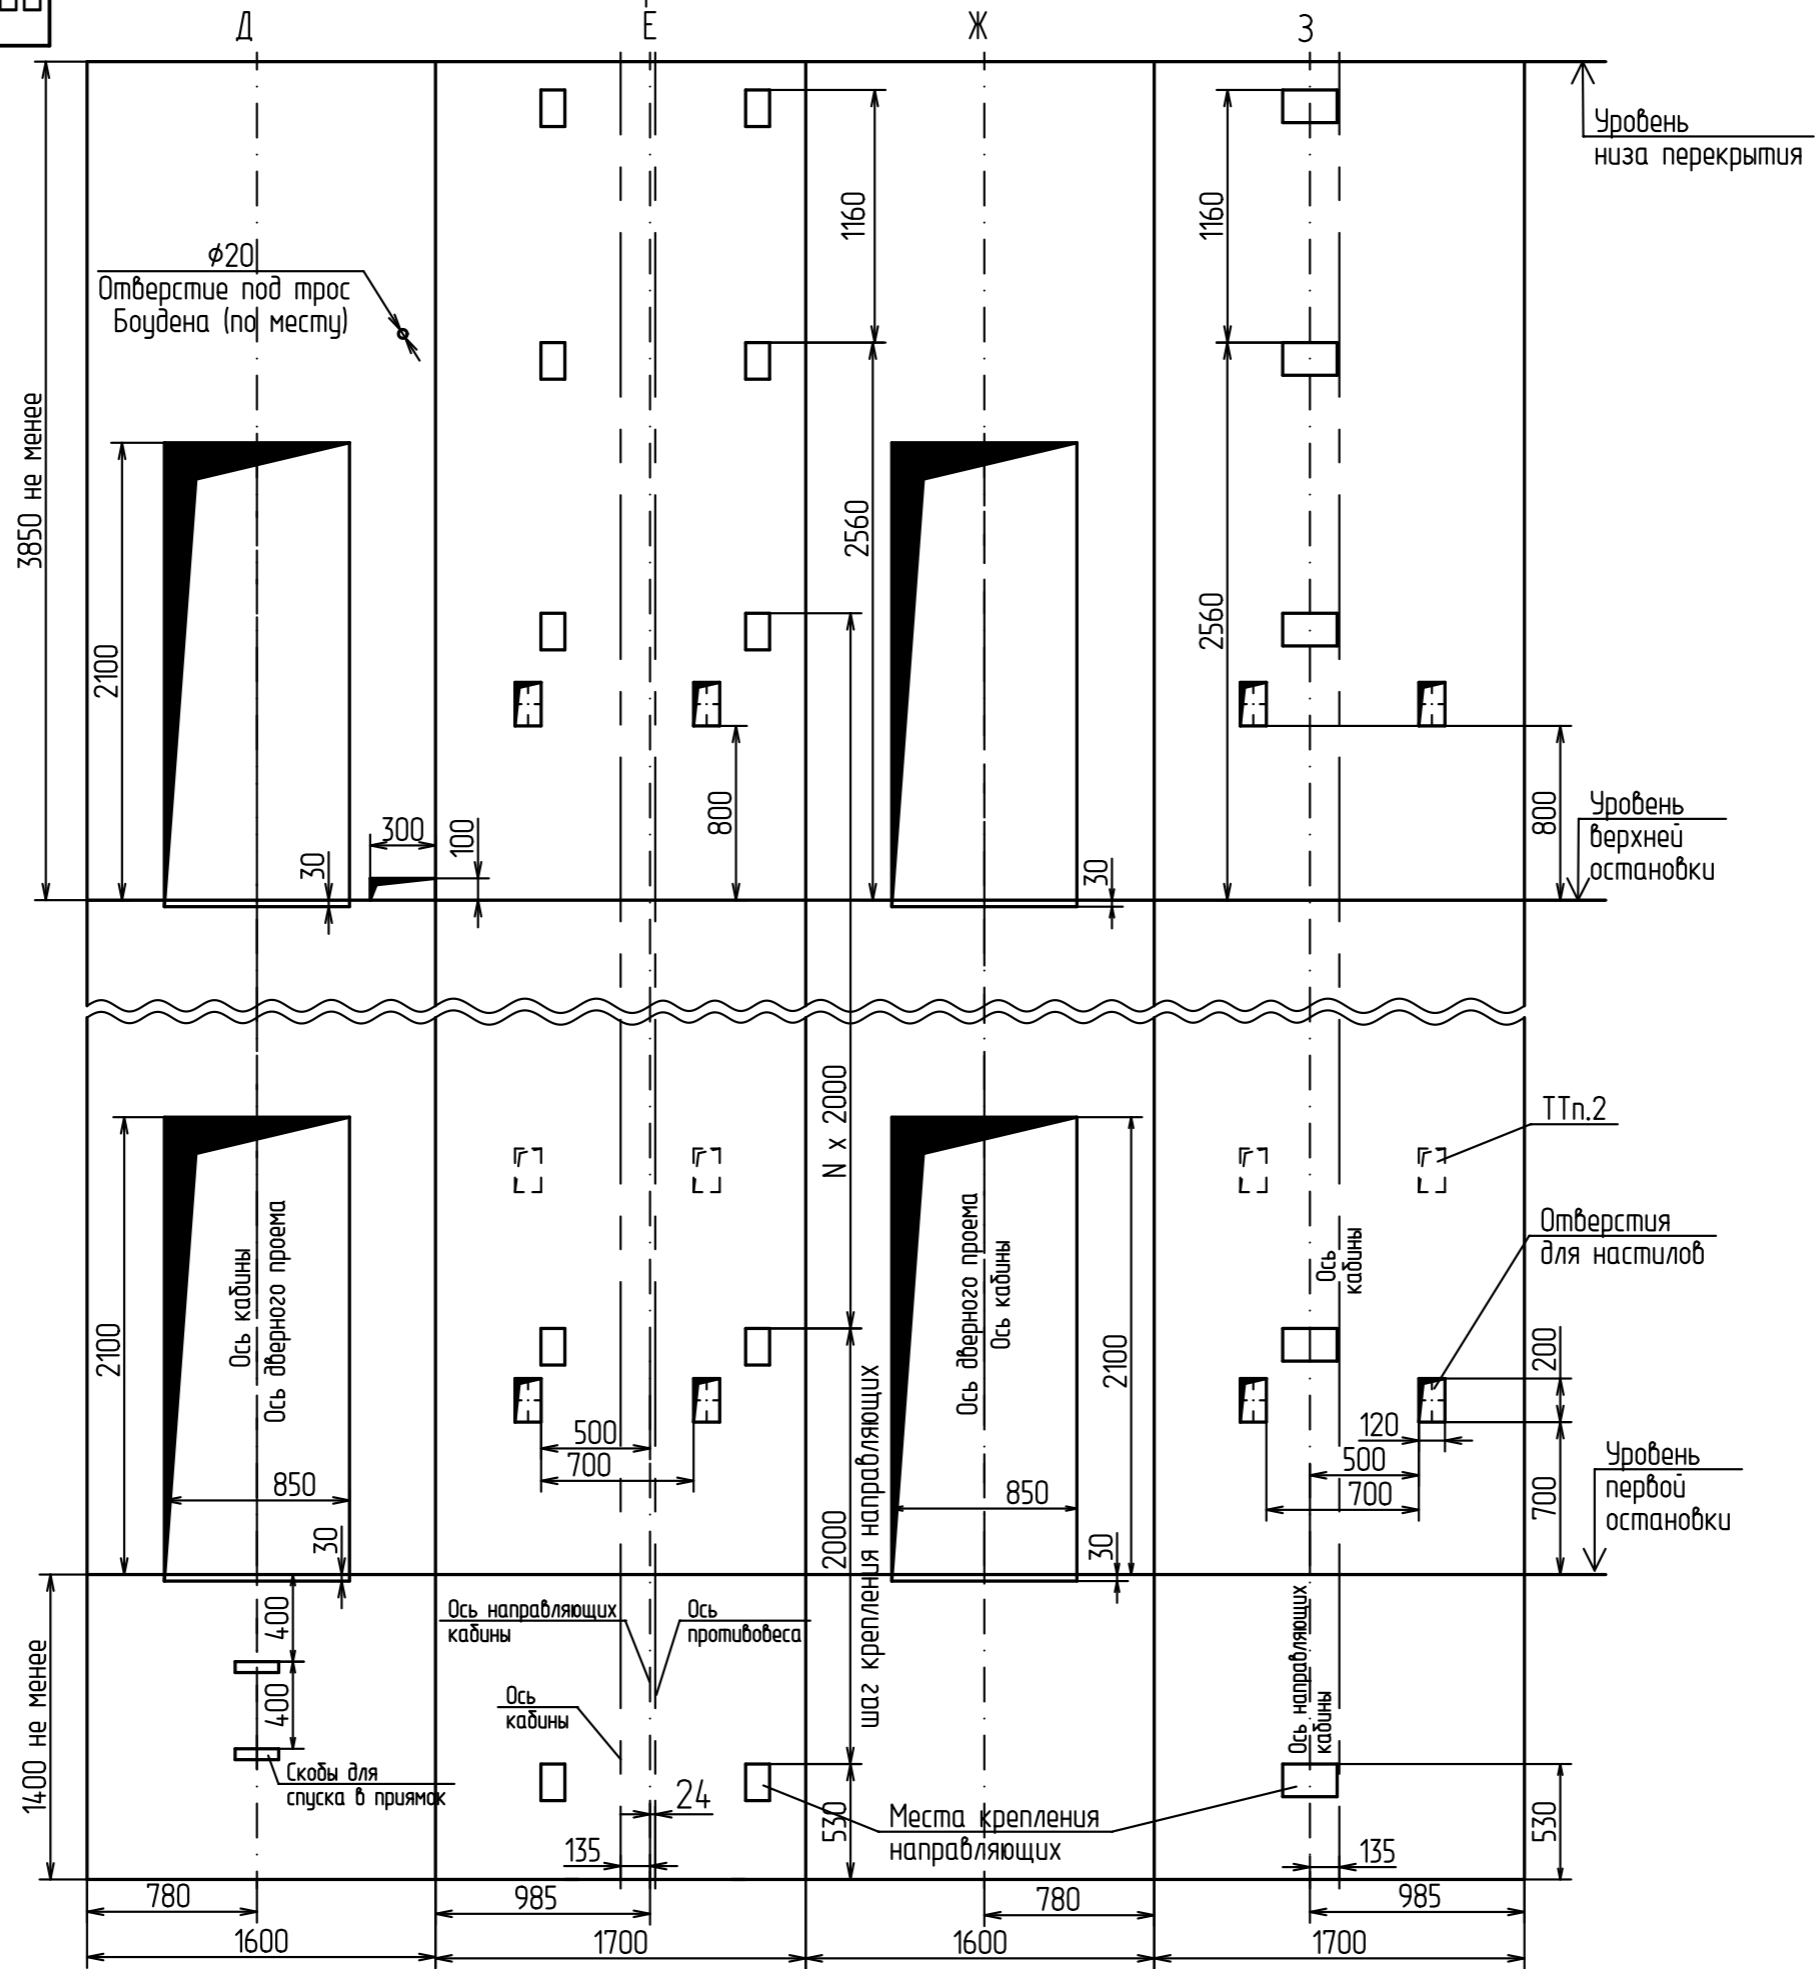 Д
Е
Ж
З
Уровень
низа перекрытия
1160
1160
ϕ20
Отверстие под трос
Боудена (по месту)
3850 не менее
2100
2560
2560
800
800
Уровень
верхней
остановки
300
100
30
30
N x 2000
ТТп.2
Отверстия
для настилов
Ось кабины
Ось дверного проема
Ось дверного проема
Ось кабины
Ось
кабины
2100
2100
200
120
500
700
500
700
700
850
850
30
30
2000
шаг крепления направляющих
Уровень
первой
остановки
1400 не менее
400
400
Скобы для
спуска в приямок
Ось направляющих
кабины
Ось
противовеса
Ось
кабины
Ось направляющих
кабины
24
135
530
Места крепления
направляющих
530
135
780
985
780
985
1600
1700
1600
1700